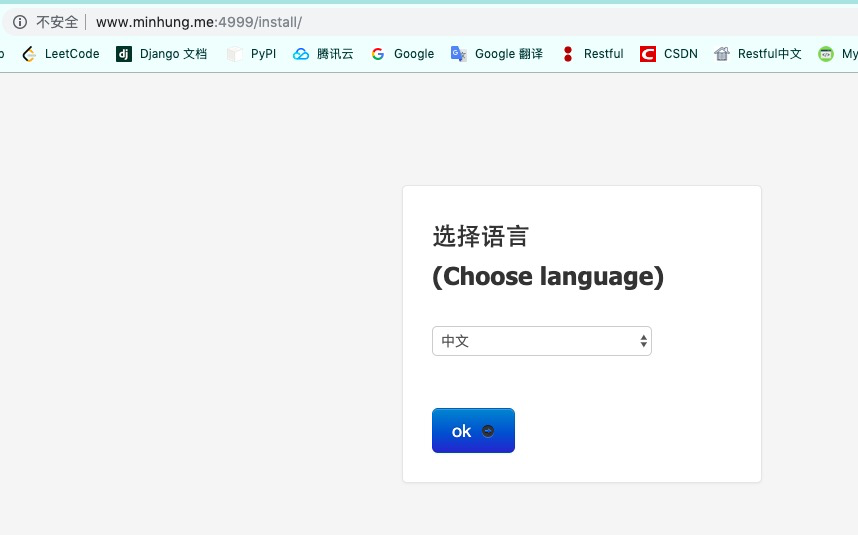 不安全 www.minhung.me:4999/install/
LeetCode dj Django 文档 PyPI 腾讯云 G Google G Google 翻译 Restful C CSDN Restful中文 My
选择语言
(Choose language)
中文
ok